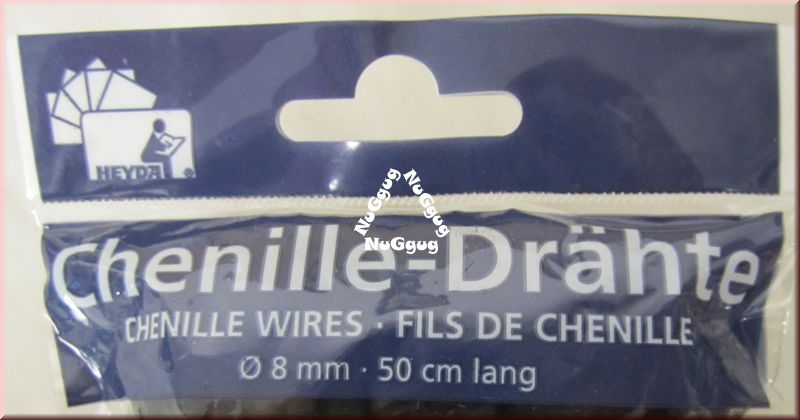 HEYDA ®
NuGgug
NuGgug
NuGgug
Chenille-Drähte
CHENILLE WIRES · FILS DE CHENILLE
Ø 8 mm · 50 cm lang